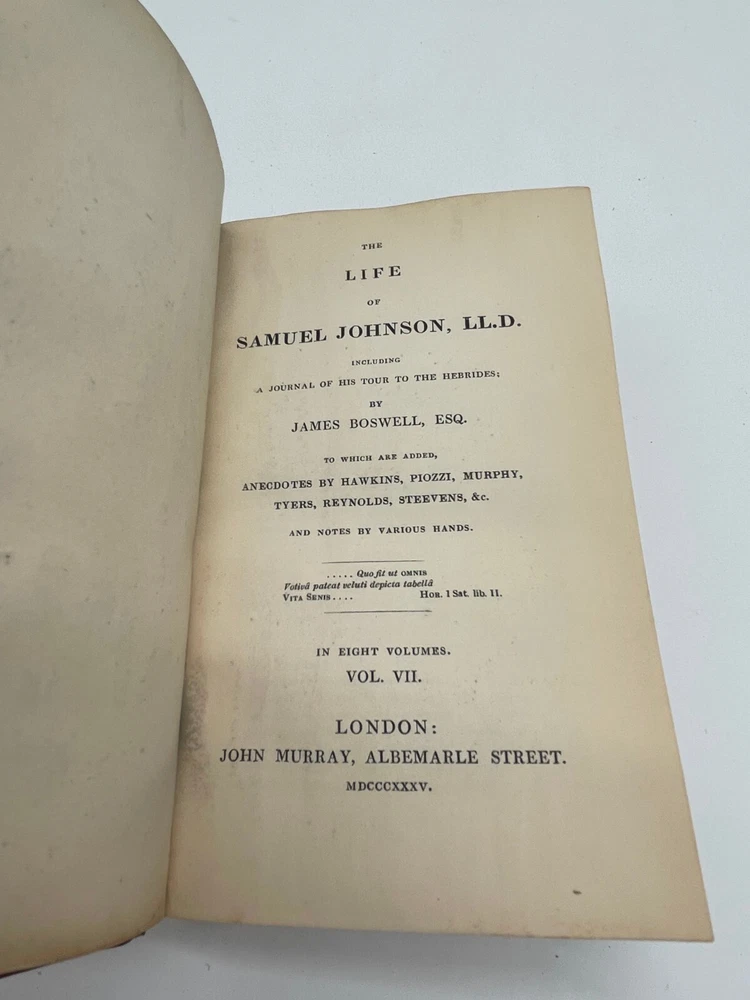 THE
LIFE
OF
SAMUEL JOHNSON, LL.D.
INCLUDING
A JOURNAL OF HIS TOUR TO THE HEBRIDES;
BY
JAMES BOSWELL, ESQ.
TO WHICH ARE ADDED,
ANECDOTES BY HAWKINS, PIOZZI, MURPHY,
TYERS, REYNOLDS, STEEVENS, &c.
AND NOTES BY VARIOUS HANDS.
..... Quo fit ut OMNIS
Votivâ pateat veluti depicta tabellâ
VITA SENIS .... HOR. 1 Sat. lib. II.
IN EIGHT VOLUMES.
VOL. VII.
LONDON:
JOHN MURRAY, ALBEMARLE STREET.
MDCCCXXXV.